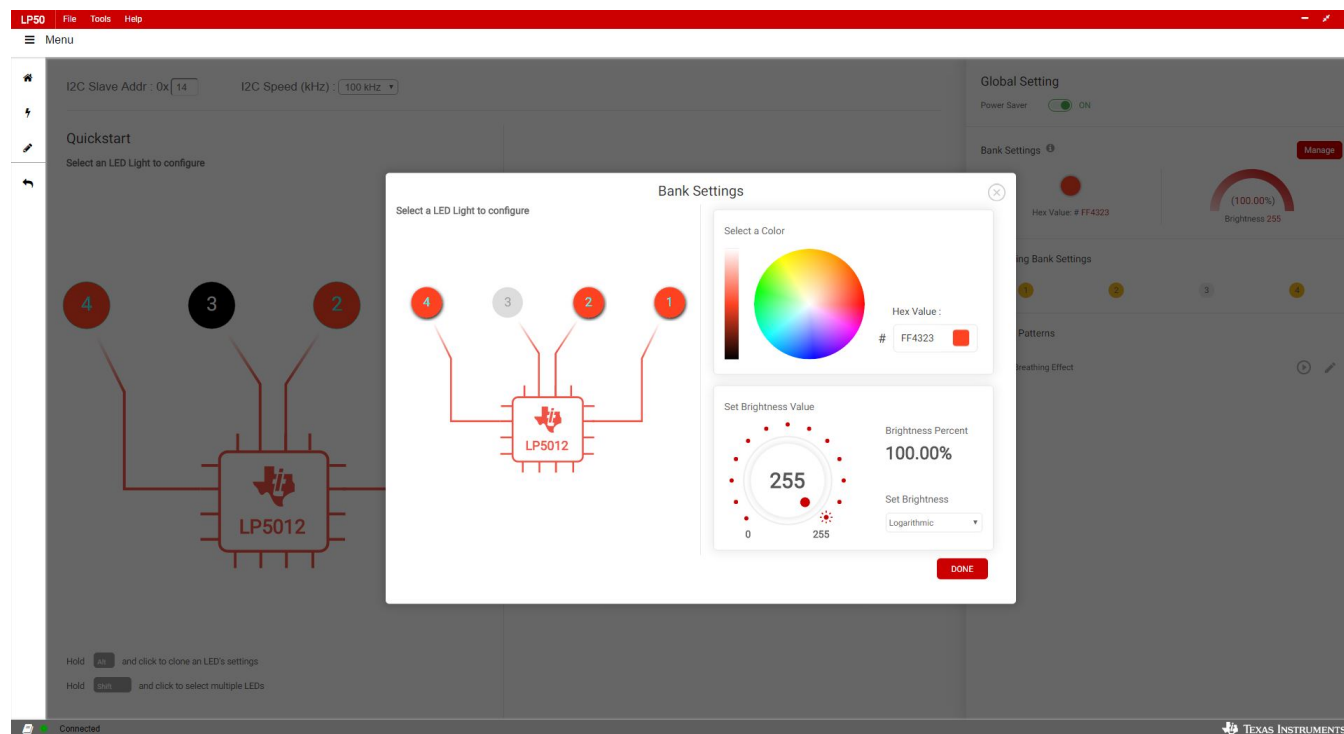 LP50 File Tools Help
Menu
I2C Slave Addr : 0x 14 I2C Speed (kHz) : 100 kHz
Global Setting
Power Saver ON
Quickstart
Select an LED Light to configure
Bank Settings
Manage
Hex Value: # FF4323
(100.00%)
Brightness 255
ing Bank Settings
1 2 3 4
Patterns
Breathing Effect
4 3 2
LP5012
Bank Settings
Select a LED Light to configure
4 3 2 1
LP5012
Select a Color
Hex Value :
# FF4323
Set Brightness Value
255
0 255
Brightness Percent
100.00%
Set Brightness
Logarithmic
DONE
Hold Alt and click to clone an LED's settings
Hold Shift and click to select multiple LEDs
Connected
TEXAS INSTRUMENTS